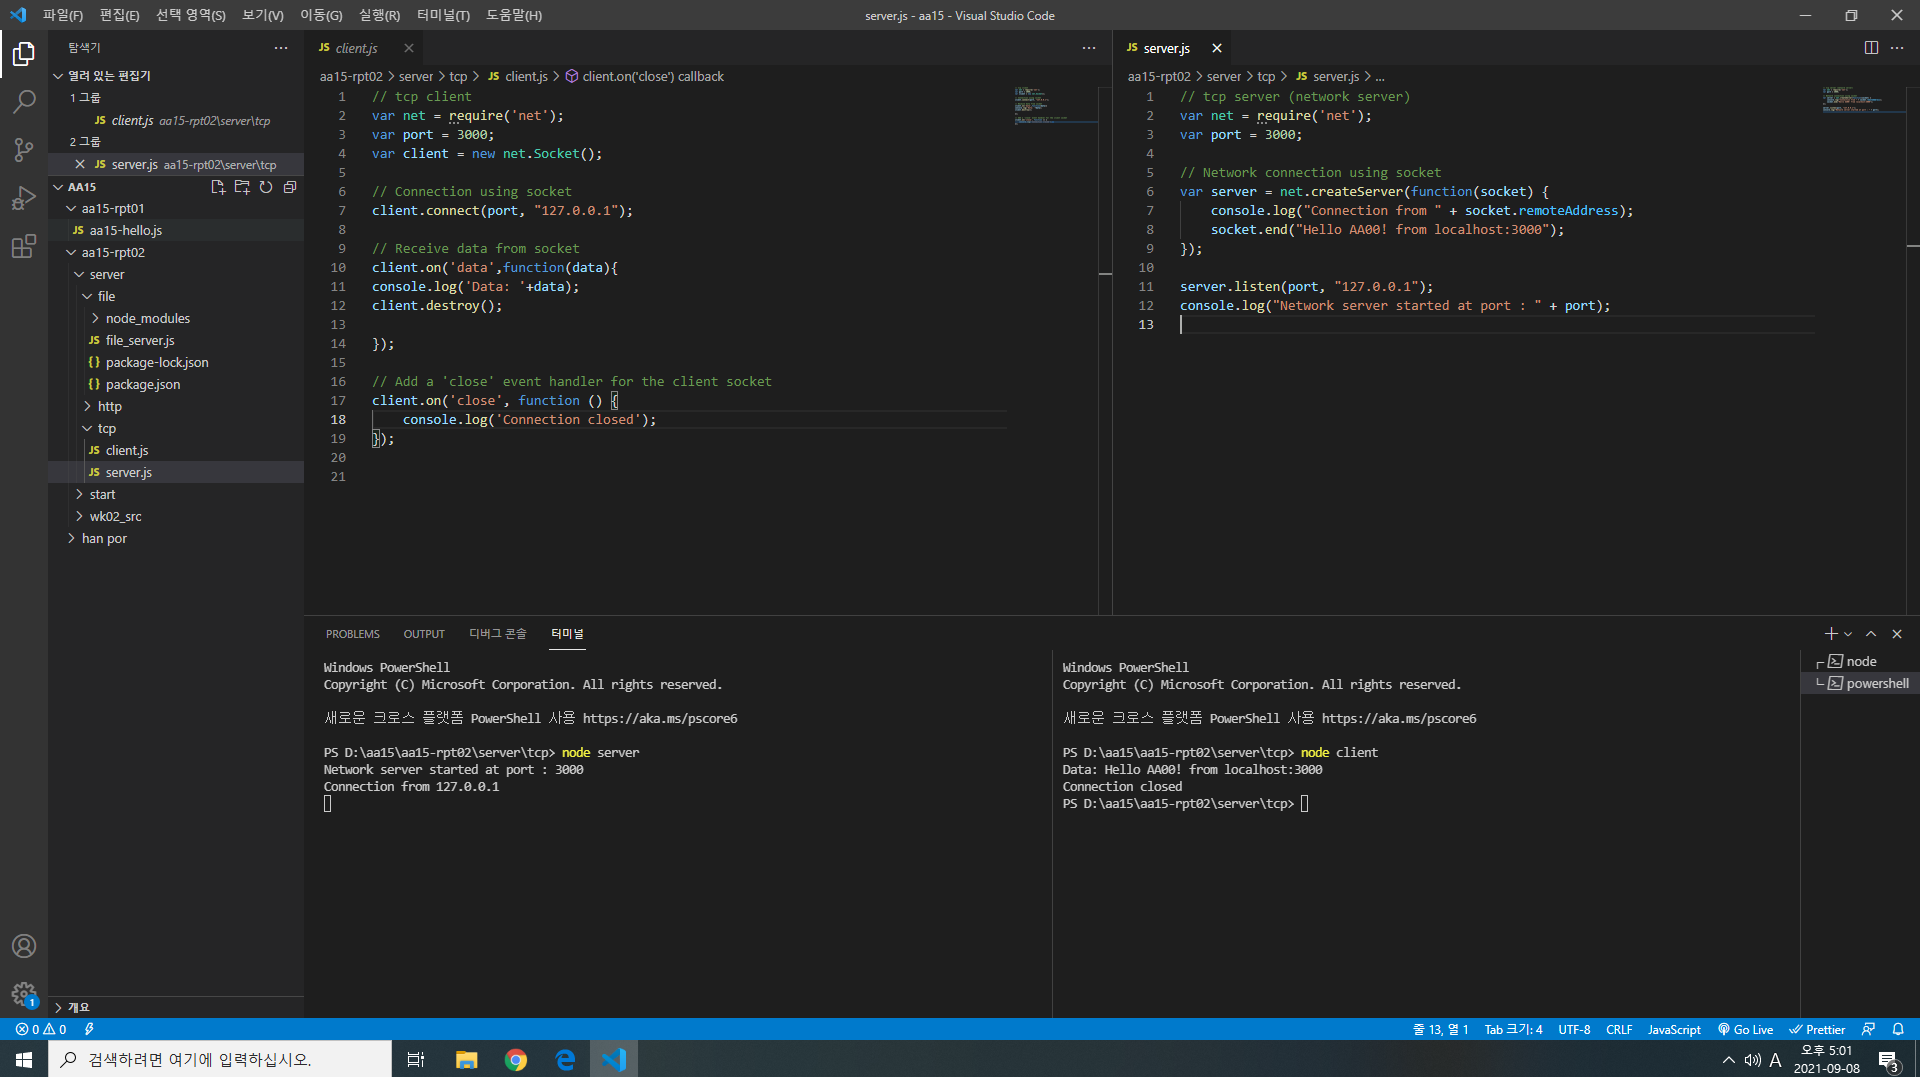 파일(F) 편집(E) 선택 영역(S) 보기(V) 이동(G) 실행(R) 터미널(T) 도움말(H)
server.js - aa15 - Visual Studio Code
탐색기
열려 있는 편집기
1 그룹
JS client.js aa15-rpt02\server\tcp
2 그룹
JS server.js aa15-rpt02\server\tcp
AA15
aa15-rpt01
JS aa15-hello.js
aa15-rpt02
server
file
node_modules
JS file_server.js
{} package-lock.json
{} package.json
http
tcp
JS client.js
JS server.js
start
wk02_src
han por
개요
JS client.js
aa15-rpt02 > server > tcp > JS client.js > client.on('close') callback
1 // tcp client
2 var net = require('net');
3 var port = 3000;
4 var client = new net.Socket();
5
6 // Connection using socket
7 client.connect(port, "127.0.0.1");
8
9 // Receive data from socket
10 client.on('data',function(data){
11 console.log('Data: '+data);
12 client.destroy();
13
14 });
15
16 // Add a 'close' event handler for the client socket
17 client.on('close', function () {
18 console.log('Connection closed');
19 });
20
21
JS server.js
aa15-rpt02 > server > tcp > JS server.js > ...
1 // tcp server (network server)
2 var net = require('net');
3 var port = 3000;
4
5 // Network connection using socket
6 var server = net.createServer(function(socket) {
7 console.log("Connection from " + socket.remoteAddress);
8 socket.end("Hello AA00! from localhost:3000");
9 });
10
11 server.listen(port, "127.0.0.1");
12 console.log("Network server started at port : " + port);
13
PROBLEMS OUTPUT 디버그 콘솔 터미널
Windows PowerShell
Copyright (C) Microsoft Corporation. All rights reserved.
새로운 크로스 플랫폼 PowerShell 사용 https://aka.ms/pscore6
PS D:\aa15\aa15-rpt02\server\tcp> node server
Network server started at port : 3000
Connection from 127.0.0.1
Windows PowerShell
Copyright (C) Microsoft Corporation. All rights reserved.
새로운 크로스 플랫폼 PowerShell 사용 https://aka.ms/pscore6
PS D:\aa15\aa15-rpt02\server\tcp> node client
Data: Hello AA00! from localhost:3000
Connection closed
PS D:\aa15\aa15-rpt02\server\tcp>
node
powershell
1
0 0
줄 13, 열 1 Tab 크기: 4 UTF-8 CRLF JavaScript Go Live Prettier
검색하려면 여기에 입력하십시오.
A
오후 5:01
2021-09-08
3